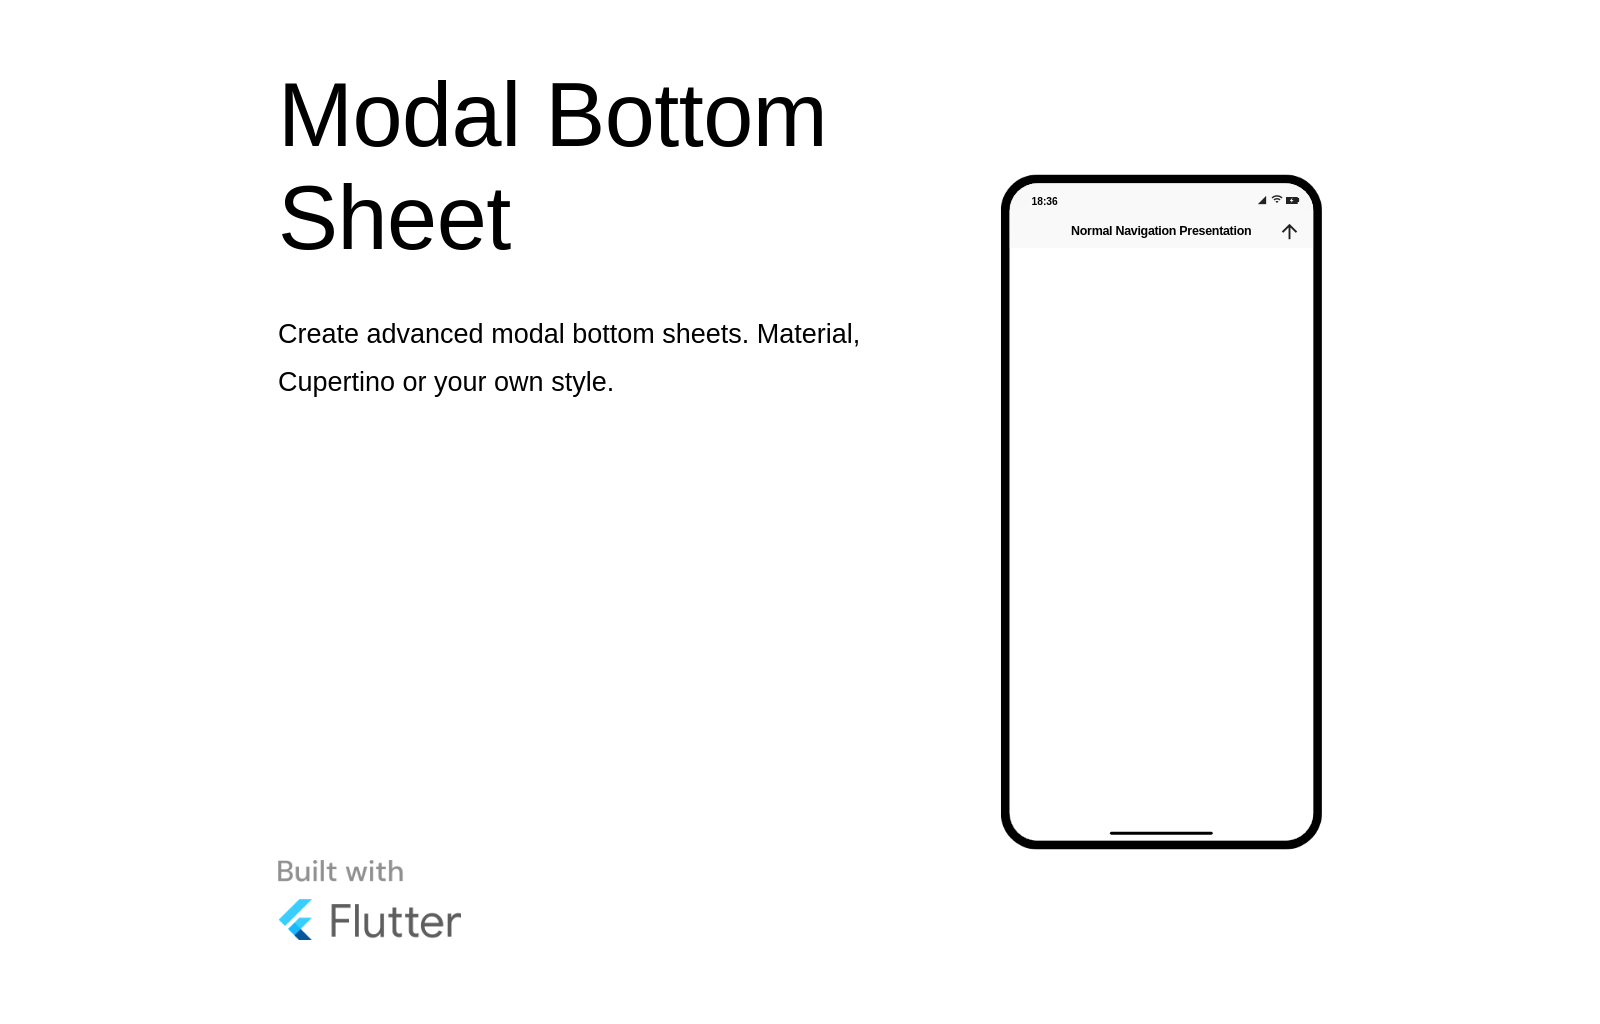 Modal Bottom
Sheet
Create advanced modal bottom sheets. Material,
Cupertino or your own style.
18:36
Normal Navigation Presentation
Built with
Flutter